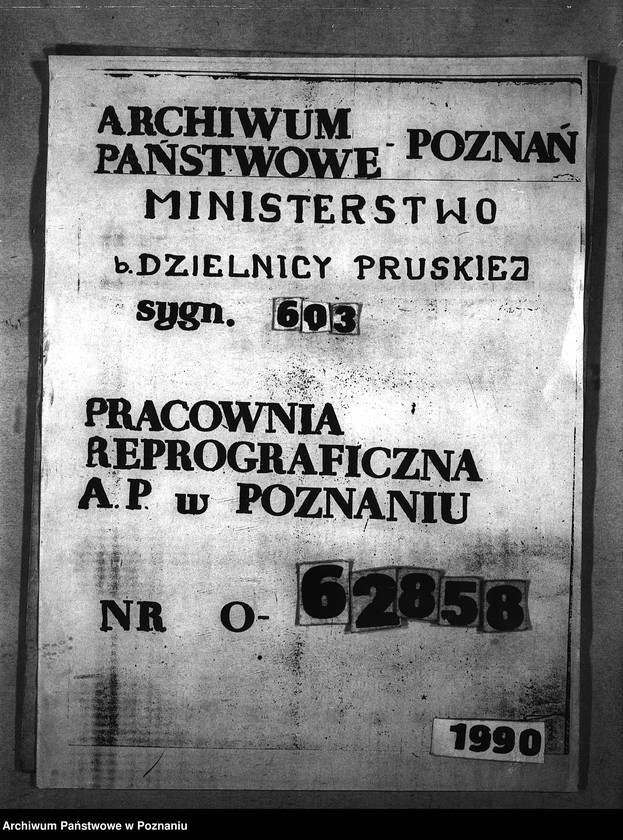 ARCHIWUM
PAŃSTWOWE - POZNAŃ
MINISTERSTWO
b. DZIELNICY PRUSKIEJ
sygn. 603
PRACOWNIA
REPROGRAFICZNA
A. P. w POZNANIU
NR O- 62858
1990
Archiwum Państwowe w Poznaniu